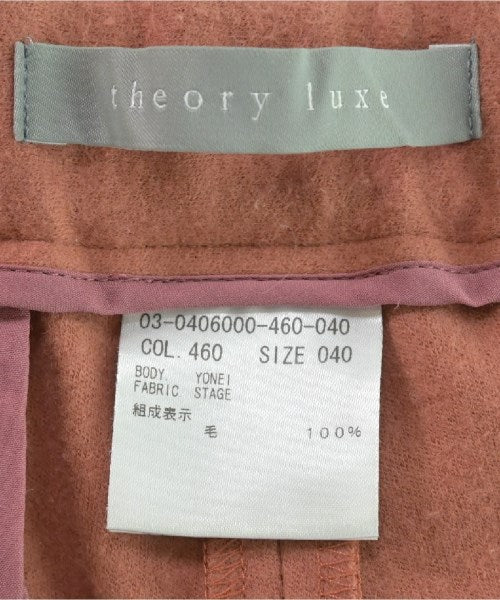 theory luxe
03-0406000-460-040
COL. 460 SIZE 040
BODY YONEI
FABRIC STAGE
組成表示
毛 100%